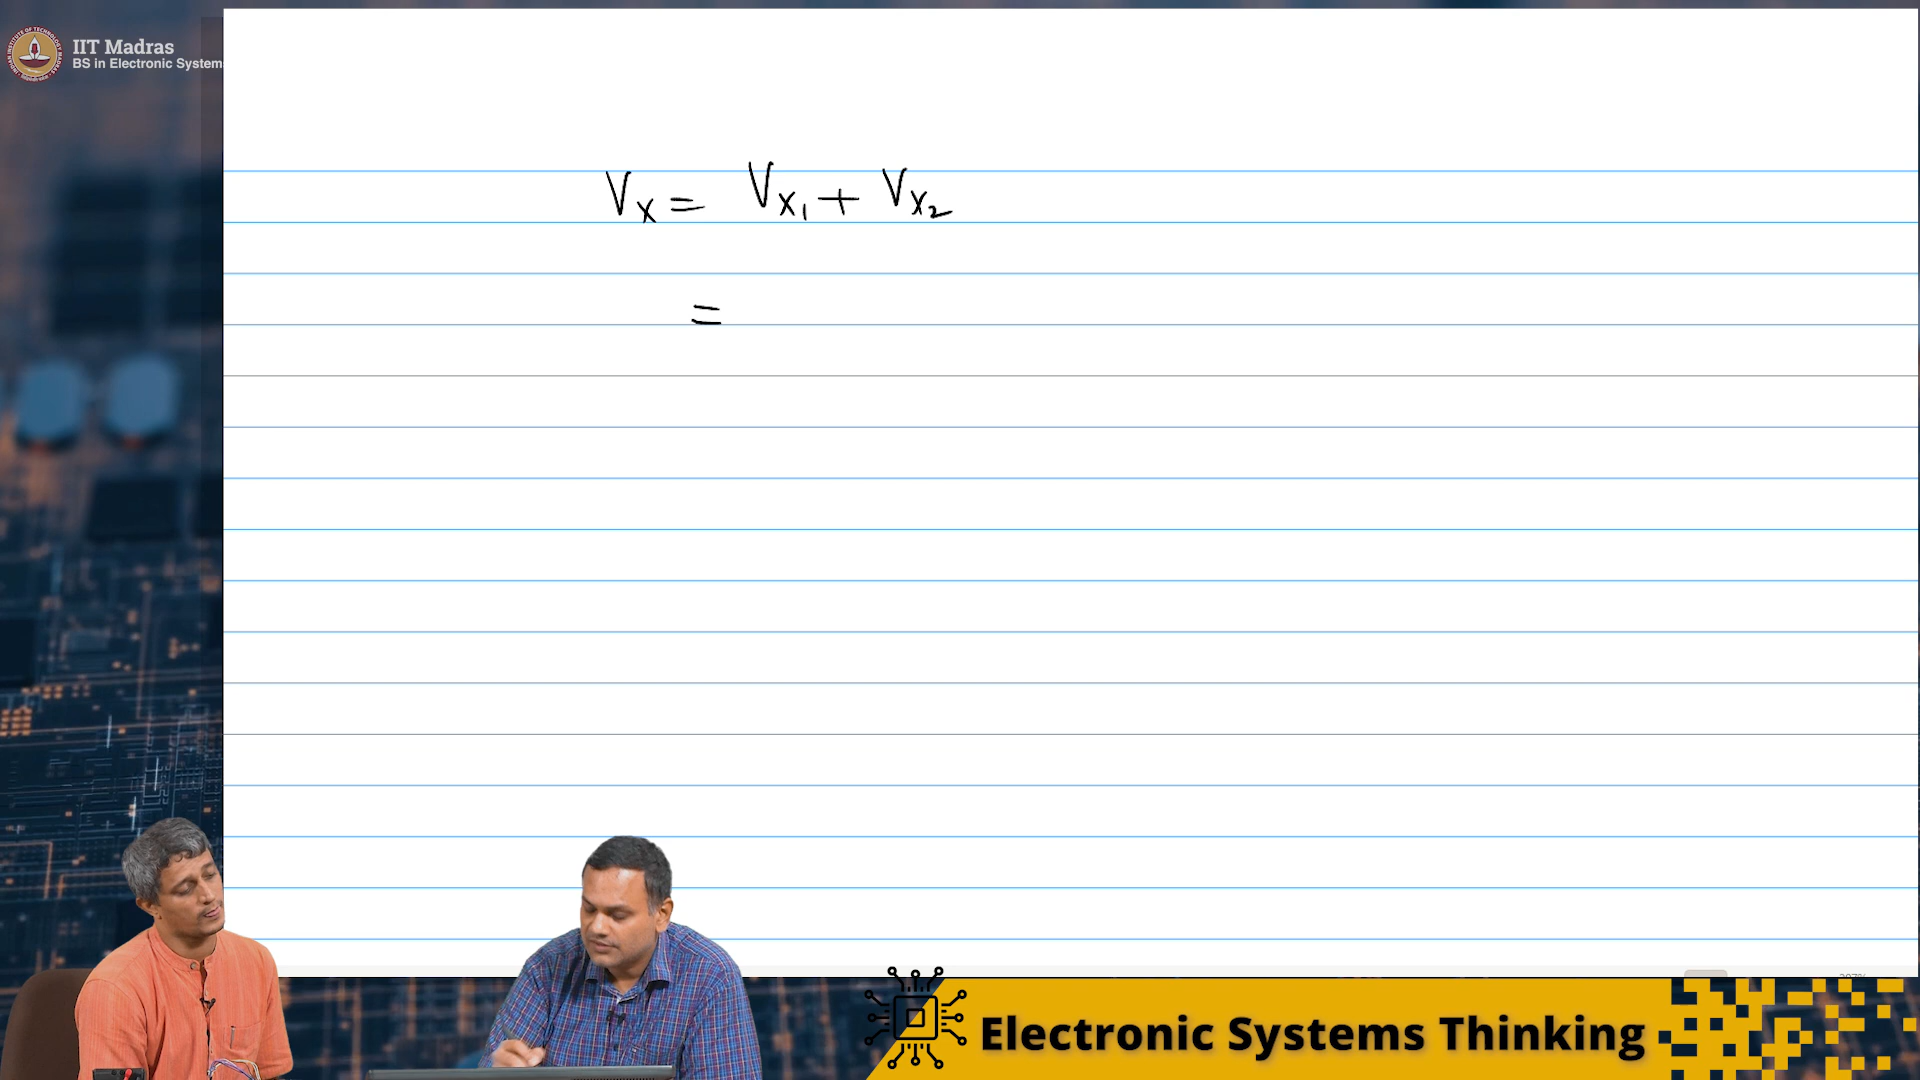 IIT Madras
BS in Electronic System
Vₓ = Vₓ₁ + Vₓ₂
=
Electronic Systems Thinking